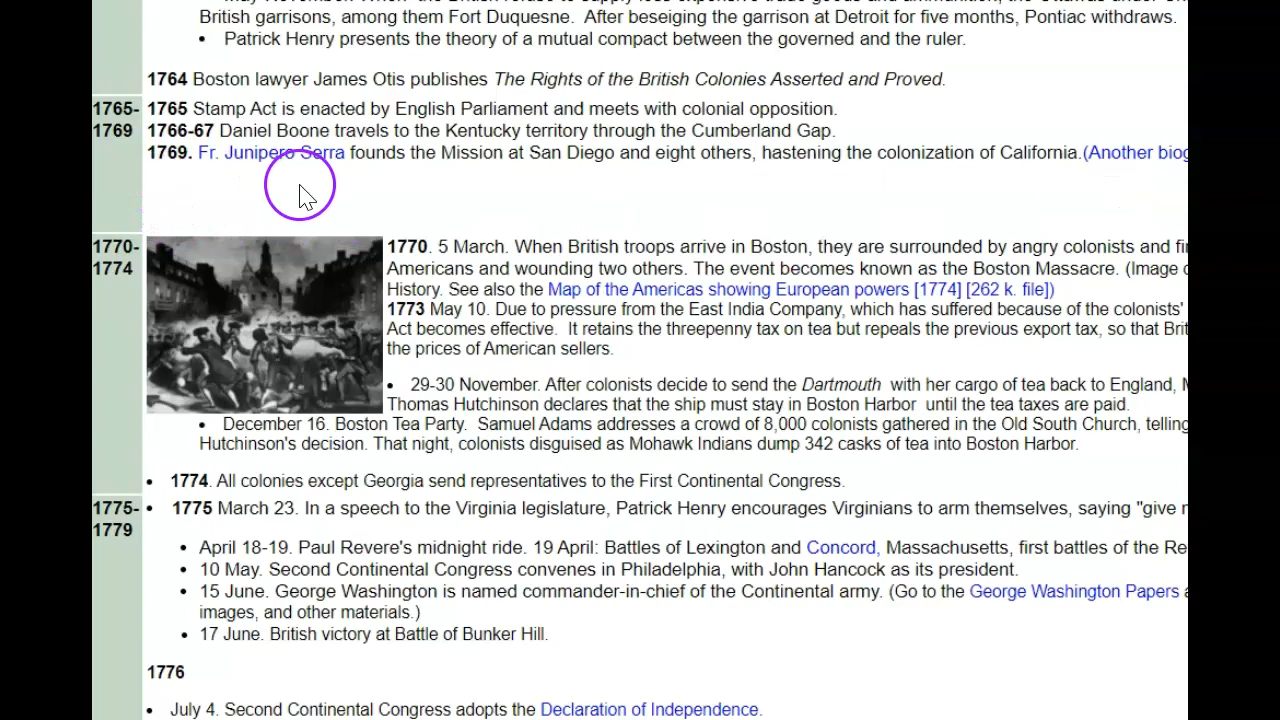 British garrisons, among them Fort Duquesne. After beseiging the garrison at Detroit for five months, Pontiac withdraws.
• Patrick Henry presents the theory of a mutual compact between the governed and the ruler.
1764 Boston lawyer James Otis publishes The Rights of the British Colonies Asserted and Proved.
1765-
1769
1765 Stamp Act is enacted by English Parliament and meets with colonial opposition.
1766-67 Daniel Boone travels to the Kentucky territory through the Cumberland Gap.
1769. Fr. Junipero Serra founds the Mission at San Diego and eight others, hastening the colonization of California.(Another
1770-
1774
1770. 5 March. When British troops arrive in Boston, they are surrounded by angry colonists and
Americans and wounding two others. The event becomes known as the Boston Massacre. (Image
History. See also the Map of the Americas showing European powers [1774] [262 k. file])
1773 May 10. Due to pressure from the East India Company, which has suffered because of the colonists'
Act becomes effective. It retains the threepenny tax on tea but repeals the previous export tax, so that
the prices of American sellers.
• 29-30 November. After colonists decide to send the Dartmouth with her cargo of tea back to England,
Thomas Hutchinson declares that the ship must stay in Boston Harbor until the tea taxes are paid.
• December 16. Boston Tea Party. Samuel Adams addresses a crowd of 8,000 colonists gathered in the Old South Church, telling
Hutchinson's decision. That night, colonists disguised as Mohawk Indians dump 342 casks of tea into Boston Harbor.
• 1774. All colonies except Georgia send representatives to the First Continental Congress.
1775-
1779
• 1775 March 23. In a speech to the Virginia legislature, Patrick Henry encourages Virginians to arm themselves, saying "give
• April 18-19. Paul Revere's midnight ride. 19 April: Battles of Lexington and Concord, Massachusetts, first battles of the
• 10 May. Second Continental Congress convenes in Philadelphia, with John Hancock as its president.
• 15 June. George Washington is named commander-in-chief of the Continental army. (Go to the George Washington Papers
images, and other materials.)
• 17 June. British victory at Battle of Bunker Hill.
1776
• July 4. Second Continental Congress adopts the Declaration of Independence.